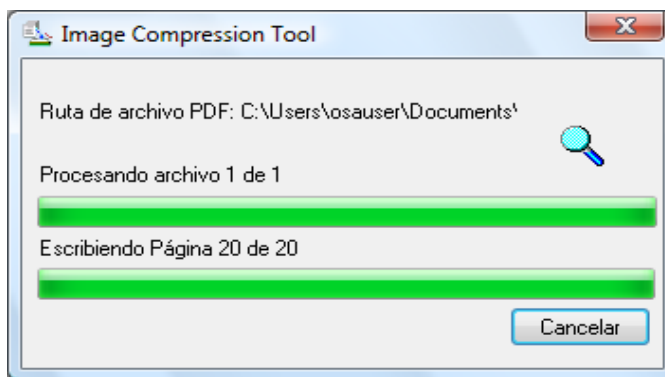 Image Compression Tool
Ruta de archivo PDF: C:\Users\osauser\Documents\
Procesando archivo 1 de 1
Escribiendo Página 20 de 20
Cancelar